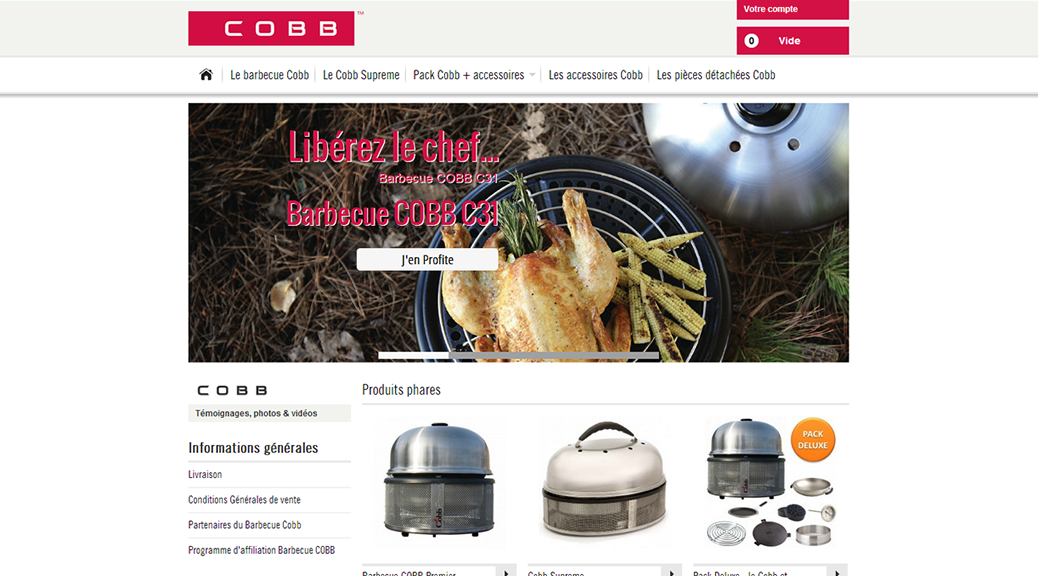 COBB™
Votre compte
0 Vide
Le barbecue Cobb Le Cobb Supreme Pack Cobb + accessoires Les accessoires Cobb Les pièces détachées Cobb
Libérez le chef...
Barbecue COBB C31
Barbecue COBB C31
J'en Profite
COBB
Témoignages, photos & vidéos
Informations générales
Livraison
Conditions Générales de vente
Partenaires du Barbecue Cobb
Programme d'affiliation Barbecue COBB
Produits phares
Cobb
PACK
DELUXE
Barbecue COBB Premier
Cobb Supreme
Pack Deluxe - le Cobb et